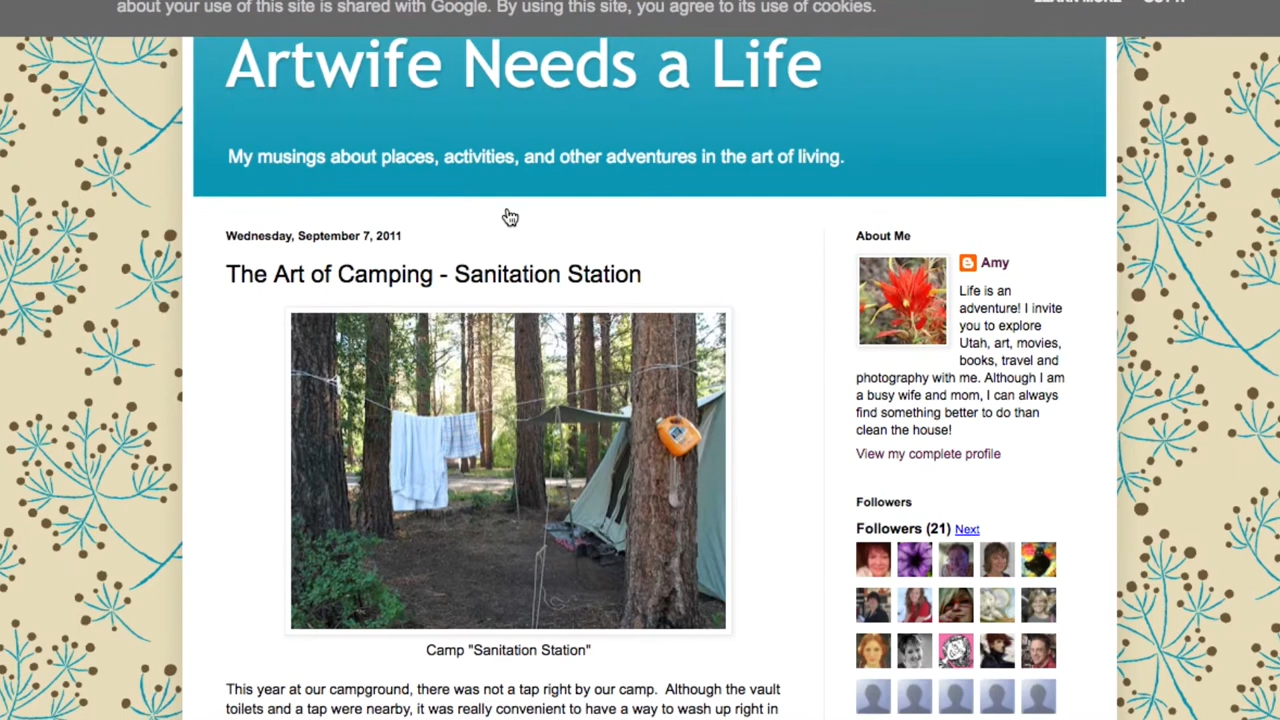 about your use of this site is shared with Google. By using this site, you agree to its use of cookies.
LEARN MORE GOT IT
Artwife Needs a Life
My musings about places, activities, and other adventures in the art of living.
Wednesday, September 7, 2011
The Art of Camping - Sanitation Station
Camp "Sanitation Station"
This year at our campground, there was not a tap right by our camp. Although the vault
toilets and a tap were nearby, it was really convenient to have a way to wash up right in
About Me
Amy
Life is an
adventure! I invite
you to explore
Utah, art, movies,
books, travel and
photography with me. Although I am
a busy wife and mom, I can always
find something better to do than
clean the house!
View my complete profile
Followers
Followers (21) Next